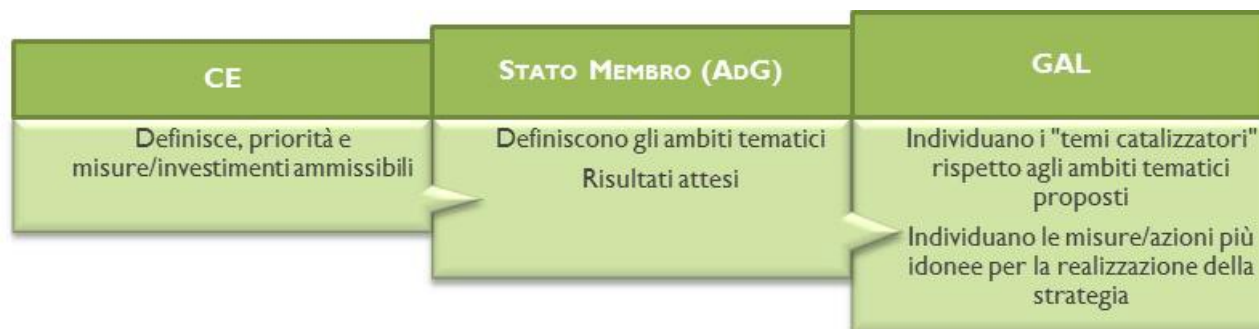 CE
Definisce, priorità e
misure/investimenti ammissibili
STATO MEMBRO (ADG)
Definiscono gli ambiti tematici
Risultati attesi
GAL
Individuano i "temi catalizzatori"
rispetto agli ambiti tematici
proposti
Individuano le misure/azioni più
idonee per la realizzazione della
strategia